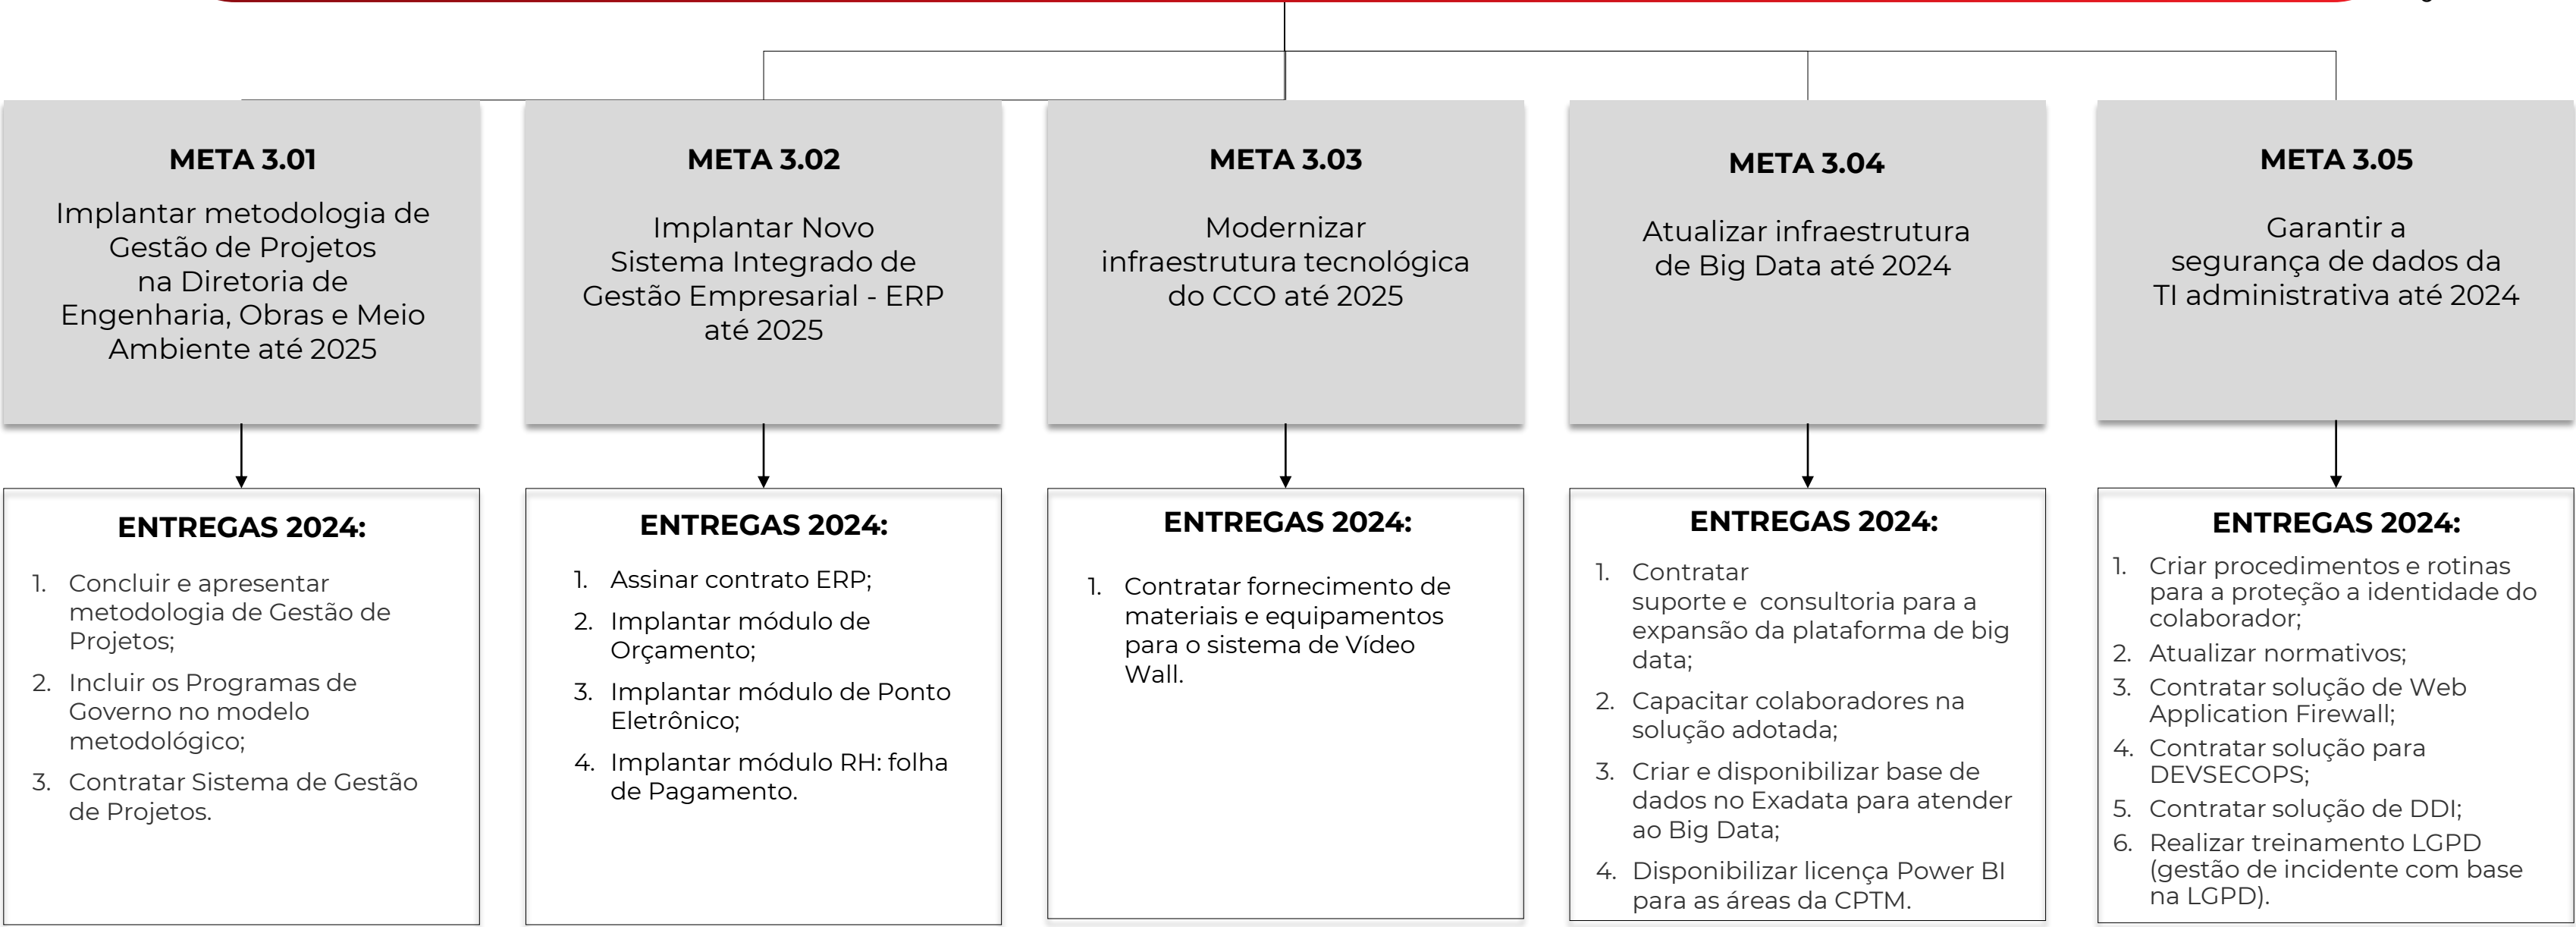 META 3.01
Implantar metodologia de
Gestão de Projetos
na Diretoria de
Engenharia, Obras e Meio
Ambiente até 2025
META 3.02
Implantar Novo
Sistema Integrado de
Gestão Empresarial - ERP
até 2025
META 3.03
Modernizar
infraestrutura tecnológica
do CCO até 2025
META 3.04
Atualizar infraestrutura
de Big Data até 2024
META 3.05
Garantir a
segurança de dados da
TI administrativa até 2024
ENTREGAS 2024:
1. Concluir e apresentar
metodologia de Gestão de
Projetos;
2. Incluir os Programas de
Governo no modelo
metodológico;
3. Contratar Sistema de Gestão
de Projetos.
ENTREGAS 2024:
1. Assinar contrato ERP;
2. Implantar módulo de
Orçamento;
3. Implantar módulo de Ponto
Eletrônico;
4. Implantar módulo RH: folha
de Pagamento.
ENTREGAS 2024:
1. Contratar fornecimento de
materiais e equipamentos
para o sistema de Vídeo
Wall.
ENTREGAS 2024:
1. Contratar
suporte e  consultoria para a
expansão da plataforma de big
data;
2. Capacitar colaboradores na
solução adotada;
3. Criar e disponibilizar base de
dados no Exadata para atender
ao Big Data;
4. Disponibilizar licença Power BI
para as áreas da CPTM.
ENTREGAS 2024:
1. Criar procedimentos e rotinas
para a proteção a identidade do
colaborador;
2. Atualizar normativos;
3. Contratar solução de Web
Application Firewall;
4. Contratar solução para
DEVSECOPS;
5. Contratar solução de DDI;
6. Realizar treinamento LGPD
(gestão de incidente com base
na LGPD).